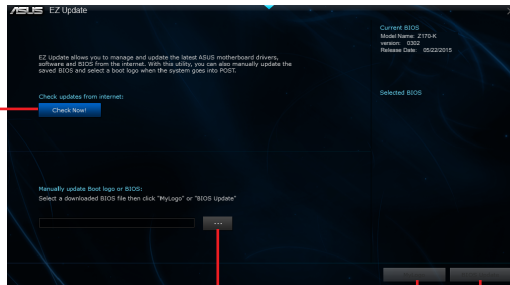 ASUS EZ Update
Current BIOS
Model Name: Z170-K
version: 0302
Release Date: 05/22/2015
EZ Update allows you to manage and update the latest ASUS motherboard drivers,
software and BIOS from the internet. With this utility, you can also manually update the
saved BIOS and select a boot logo when the system goes into POST.
Check updates from internet:
Selected BIOS
Check Now!
Manually update Boot logo or BIOS:
Select a downloaded BIOS file then click "MyLogo" or "BIOS Update"
...